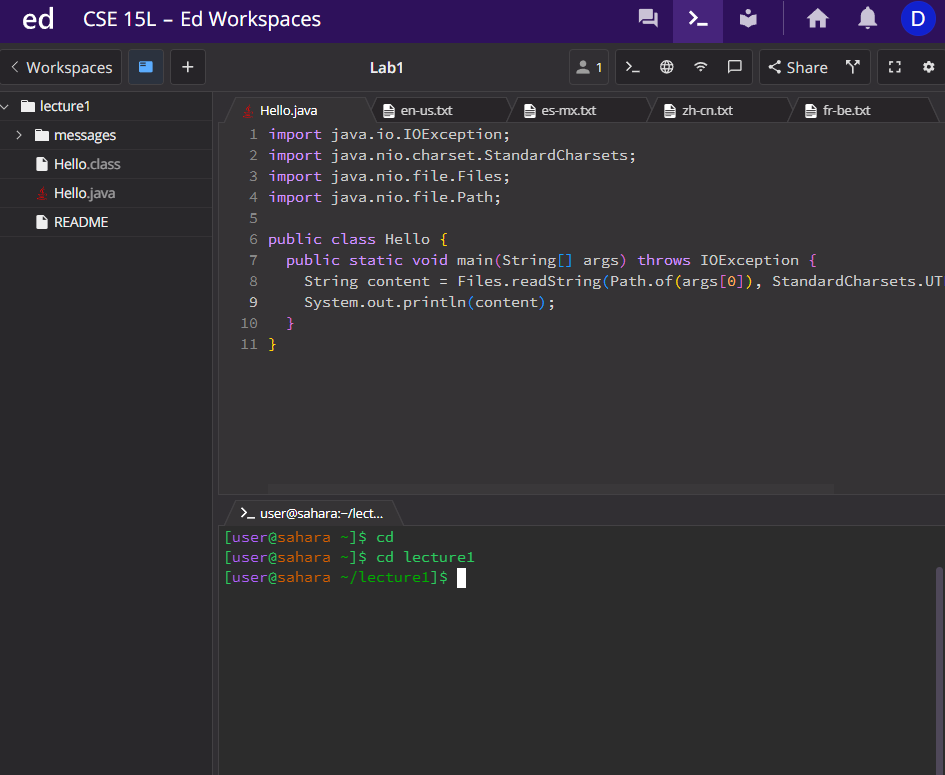 ed CSE 15L – Ed Workspaces D
Workspaces + Lab1 1 Share
lecture1
messages
Hello.class
Hello.java
README
Hello.java en-us.txt es-mx.txt zh-cn.txt fr-be.txt
1 import java.io.IOException;
2 import java.nio.charset.StandardCharsets;
3 import java.nio.file.Files;
4 import java.nio.file.Path;
5
6 public class Hello {
7 public static void main(String[] args) throws IOException {
8 String content = Files.readString(Path.of(args[0]), StandardCharsets.UT
9 System.out.println(content);
10 }
11 }
user@sahara:~/lect...
[user@sahara ~]$ cd
[user@sahara ~]$ cd lecture1
[user@sahara ~/lecture1]$